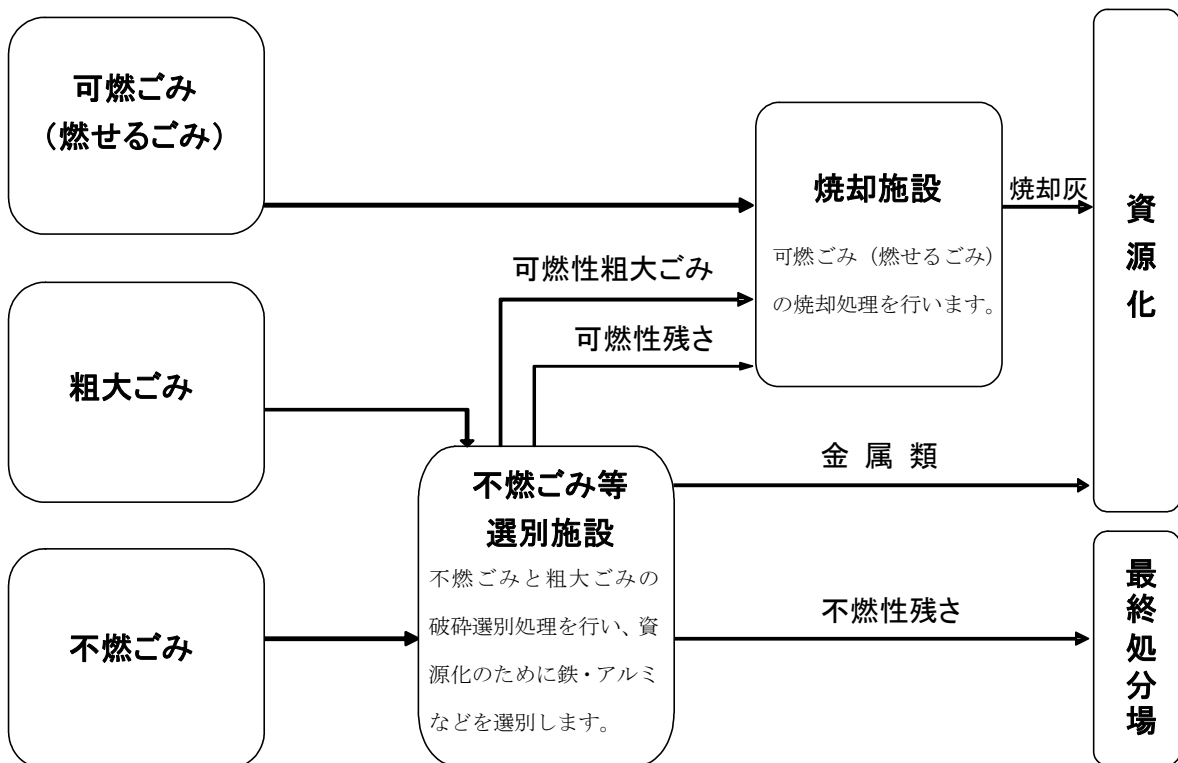 可燃ごみ
（燃せるごみ）
粗大ごみ
不燃ごみ
可燃性粗大ごみ
可燃性残さ
不燃ごみ等
選別施設
不燃ごみと粗大ごみの
破砕選別処理を行い、資
源化のために鉄・アルミ
などを選別します。
焼却施設
可燃ごみ（燃せるごみ）
の焼却処理を行います。
焼却灰
金属類
不燃性残さ
資源化
最終処分場